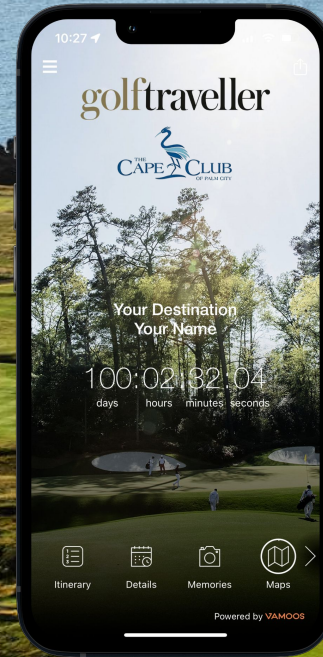 10:27
golftraveller
THE
CAPE CLUB
OF PALM CITY
Your Destination
Your Name
100:02:32:04
days hours minutes seconds
Itinerary Details Memories Maps
Powered by VAMOOS